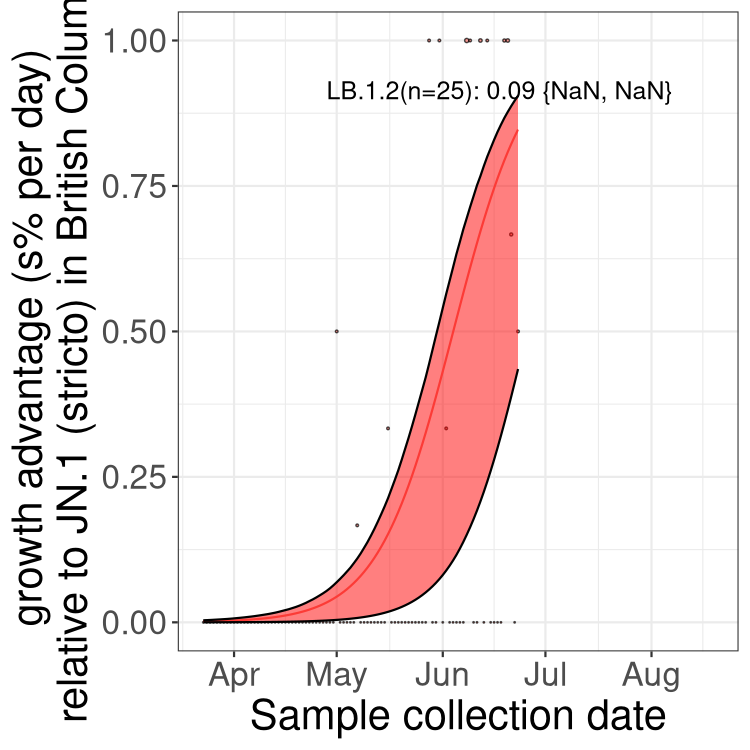 growth advantage (s% per day)
relative to JN.1 (stricto) in British Colum
1.00
0.75
0.50
0.25
0.00
LB.1.2(n=25): 0.09 {NaN, NaN}
Apr May Jun Jul Aug
Sample collection date